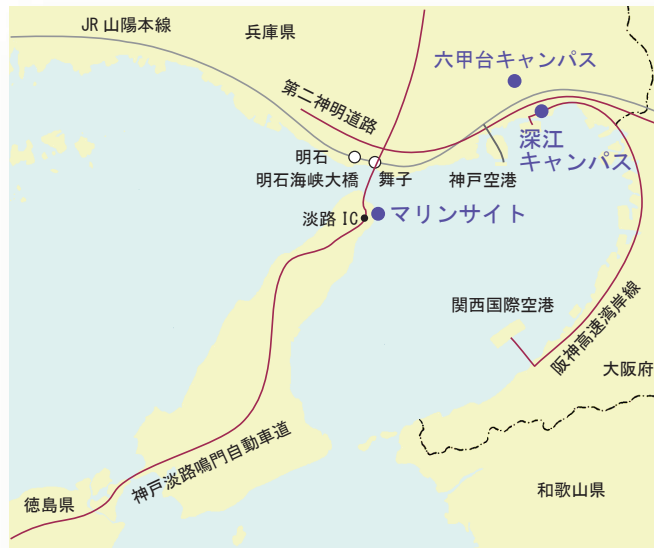 JR 山陽本線
兵庫県
六甲台キャンパス
第二神明道路
深江
キャンパス
明石
明石海峡大橋
舞子
神戸空港
淡路 IC
マリンサイト
関西国際空港
阪神高速湾岸線
大阪府
神戸淡路鳴門自動車道
徳島県
和歌山県